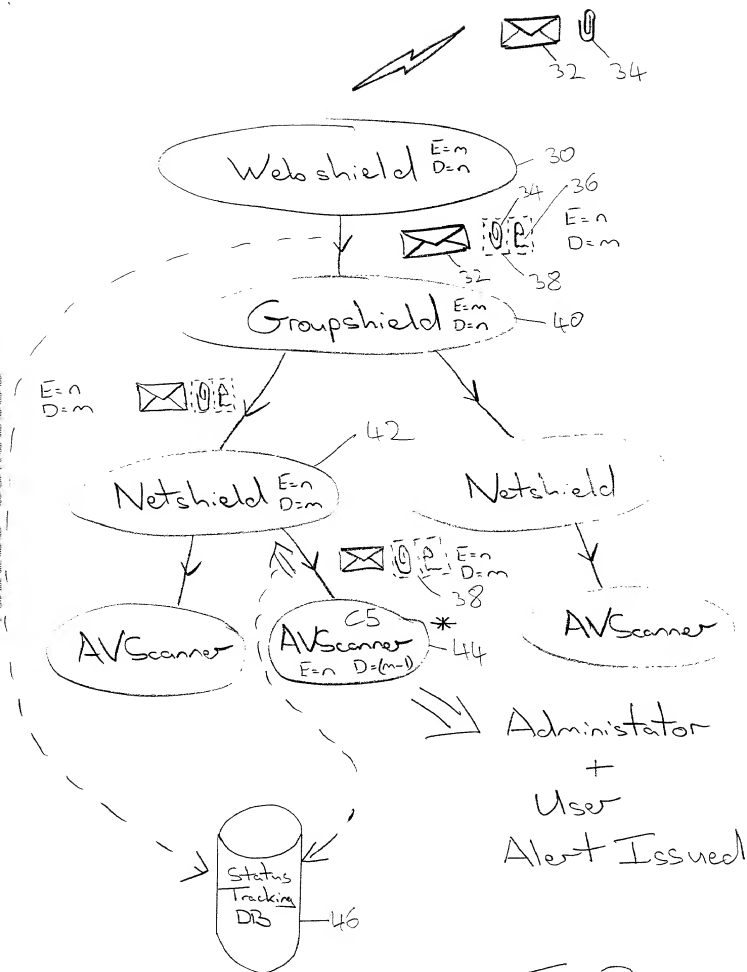 32 34
Webshield E=m
D=n
30
34 36
E=n
D=m
32 38
Groupshield E=m
D=n
40
E=n
D=m
42
Netshield E=n
D=m
Netshield
E=n
D=m
38
AVScanner
C5 *
AVScanner
E=n D=(m-1)
44
AVScanner
Administator
+
User
Alert Issued
Status
Tracking
DB
46